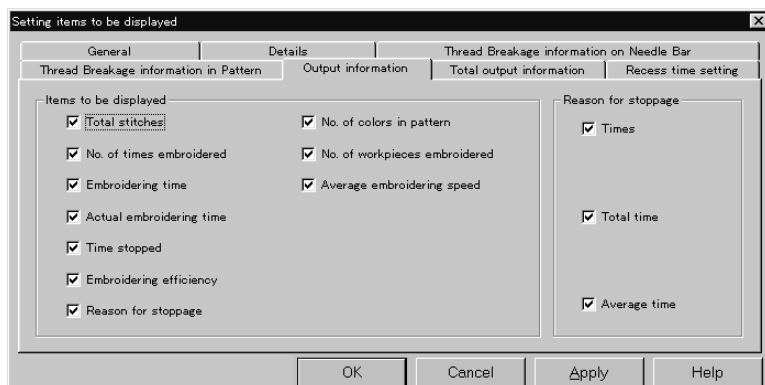 Setting items to be displayed
General
Details
Thread Breakage information on Needle Bar
Thread Breakage information in Pattern
Output information
Total output information
Recess time setting
Items to be displayed
Total stitches
No. of times embroidered
Embroidering time
Actual embroidering time
Time stopped
Embroidering efficiency
Reason for stoppage
No. of colors in pattern
No. of workpieces embroidered
Average embroidering speed
Reason for stoppage
Times
Total time
Average time
OK
Cancel
Apply
Help